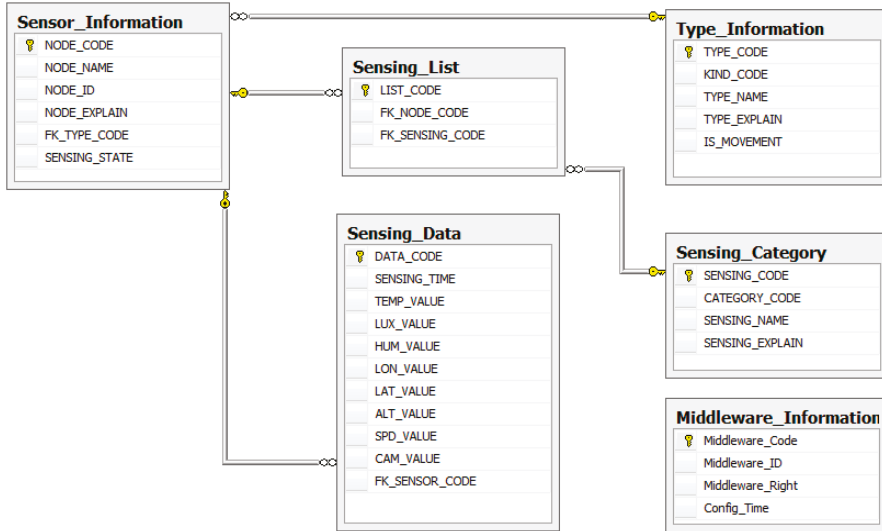 Sensor_Information
NODE_CODE
NODE_NAME
NODE_ID
NODE_EXPLAIN
FK_TYPE_CODE
SENSING_STATE
Sensing_List
LIST_CODE
FK_NODE_CODE
FK_SENSING_CODE
Type_Information
TYPE_CODE
KIND_CODE
TYPE_NAME
TYPE_EXPLAIN
IS_MOVEMENT
Sensing_Data
DATA_CODE
SENSING_TIME
TEMP_VALUE
LUX_VALUE
HUM_VALUE
LON_VALUE
LAT_VALUE
ALT_VALUE
SPD_VALUE
CAM_VALUE
FK_SENSOR_CODE
Sensing_Category
SENSING_CODE
CATEGORY_CODE
SENSING_NAME
SENSING_EXPLAIN
Middleware_Information
Middleware_Code
Middleware_ID
Middleware_Right
Config_Time